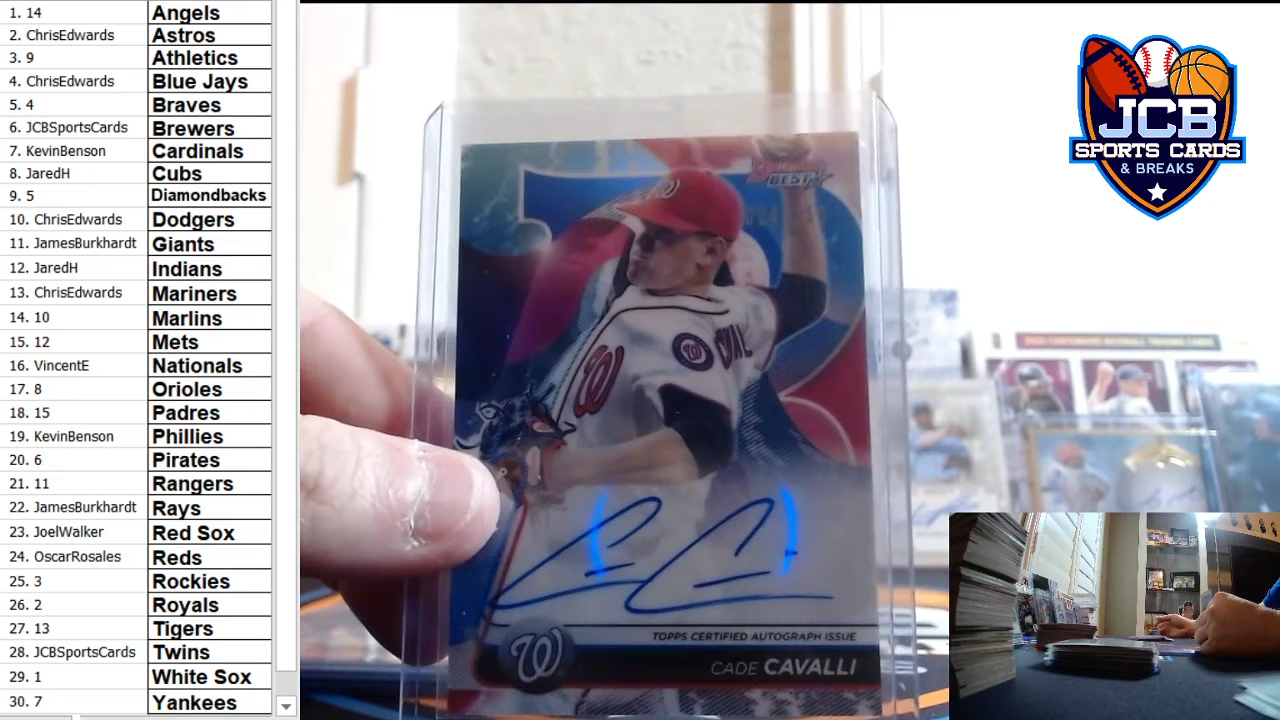 1. 14 Angels
2. ChrisEdwards Astros
3. 9 Athletics
4. ChrisEdwards Blue Jays
5. 4 Braves
6. JCBSportsCards Brewers
7. KevinBenson Cardinals
8. JaredH Cubs
9. 5 Diamondbacks
10. ChrisEdwards Dodgers
11. JamesBurkhardt Giants
12. JaredH Indians
13. ChrisEdwards Mariners
14. 10 Marlins
15. 12 Mets
16. VincentE Nationals
17. 8 Orioles
18. 15 Padres
19. KevinBenson Phillies
20. 6 Pirates
21. 11 Rangers
22. JamesBurkhardt Rays
23. JoelWalker Red Sox
24. OscarRosales Reds
25. 3 Rockies
26. 2 Royals
27. 13 Tigers
28. JCBSportsCards Twins
29. 1 White Sox
30. 7 Yankees
BEST
W
W
W
TOPPS CERTIFIED AUTOGRAPH ISSUE
W
CADE CAVALLI
JCB
SPORTS CARDS
& BREAKS